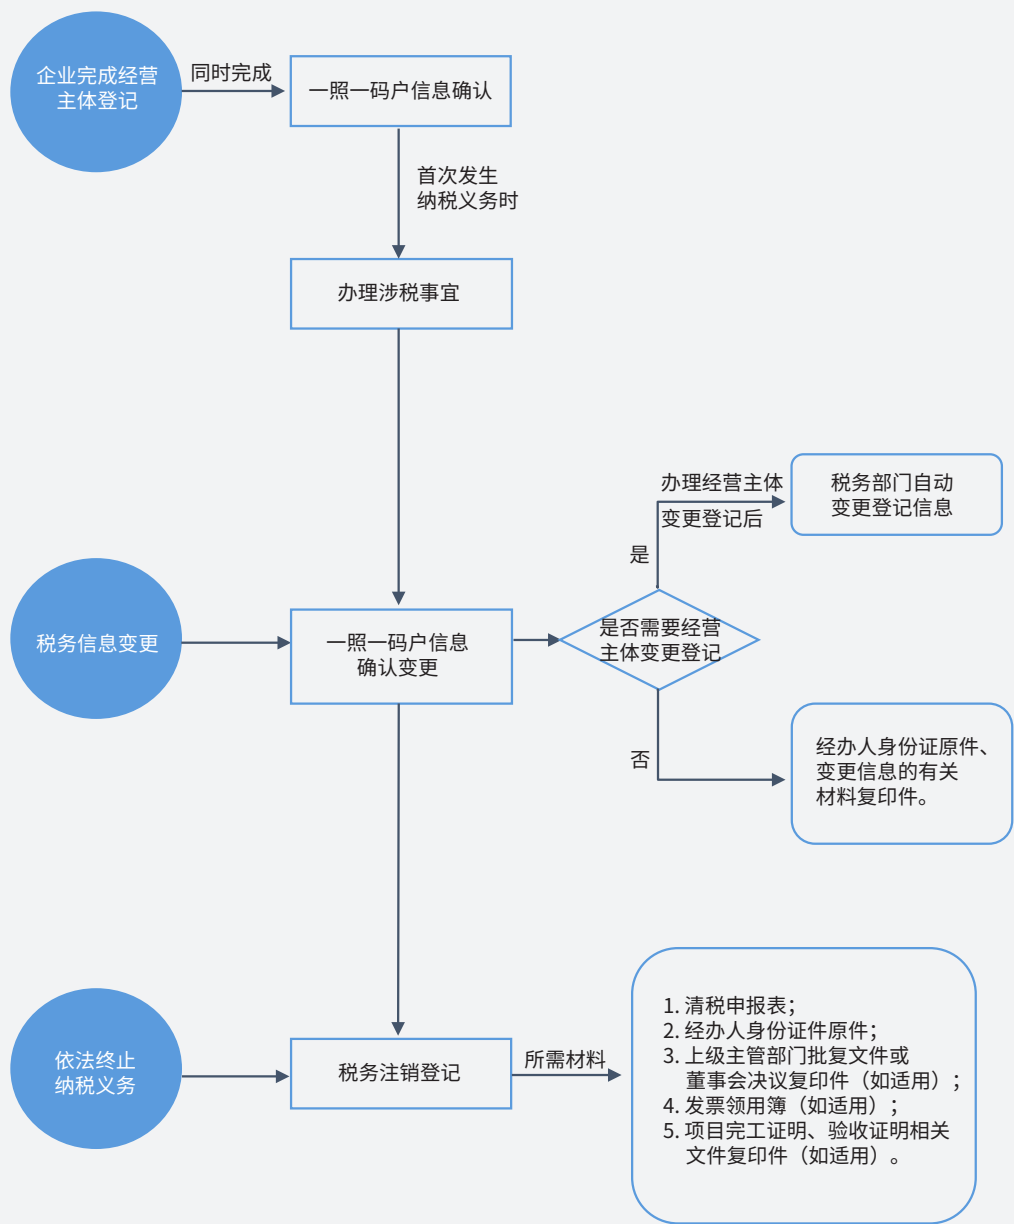 企业完成经营
主体登记
同时完成
一照一码户信息确认
首次发生
纳税义务时
办理涉税事宜
办理经营主体
变更登记后
税务部门自动
变更登记信息
是
税务信息变更
一照一码户信息
确认变更
是否需要经营
主体变更登记
否
经办人身份证原件、
变更信息的有关
材料复印件。
依法终止
纳税义务
税务注销登记
所需材料
1. 清税申报表；
2. 经办人身份证件原件；
3. 上级主管部门批复文件或
董事会决议复印件（如适用）；
4. 发票领用簿（如适用）；
5. 项目完工证明、验收证明相关
文件复印件（如适用）。